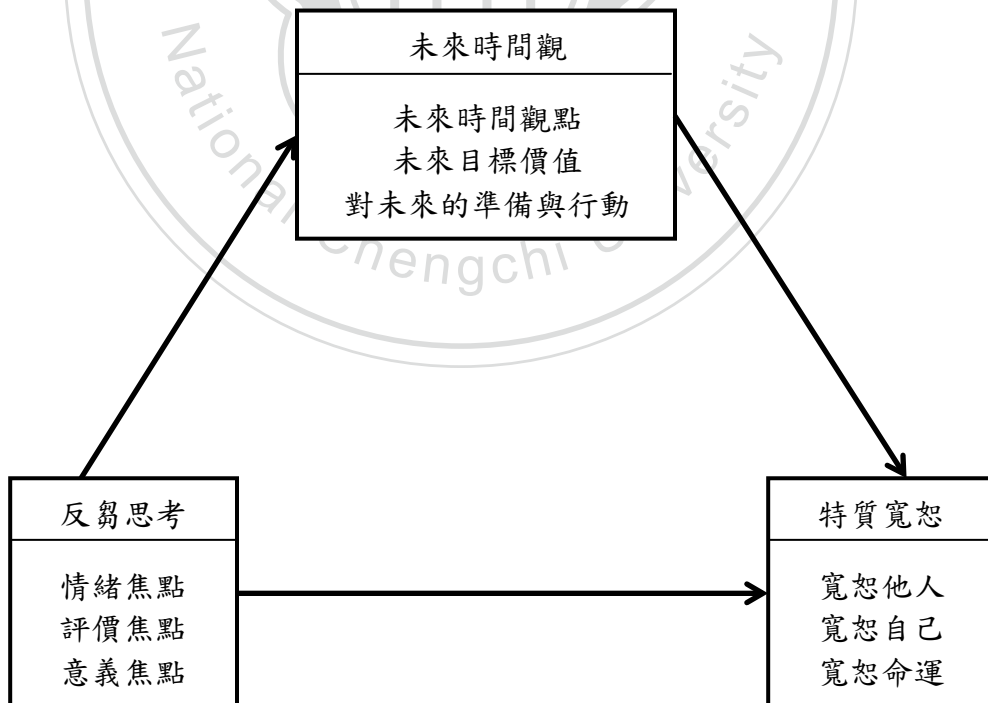 未來時間觀
未來時間觀點
未來目標價值
對未來的準備與行動
National Chengchi University
反芻思考
情緒焦點
評價焦點
意義焦點
特質寬恕
寬恕他人
寬恕自己
寬恕命運